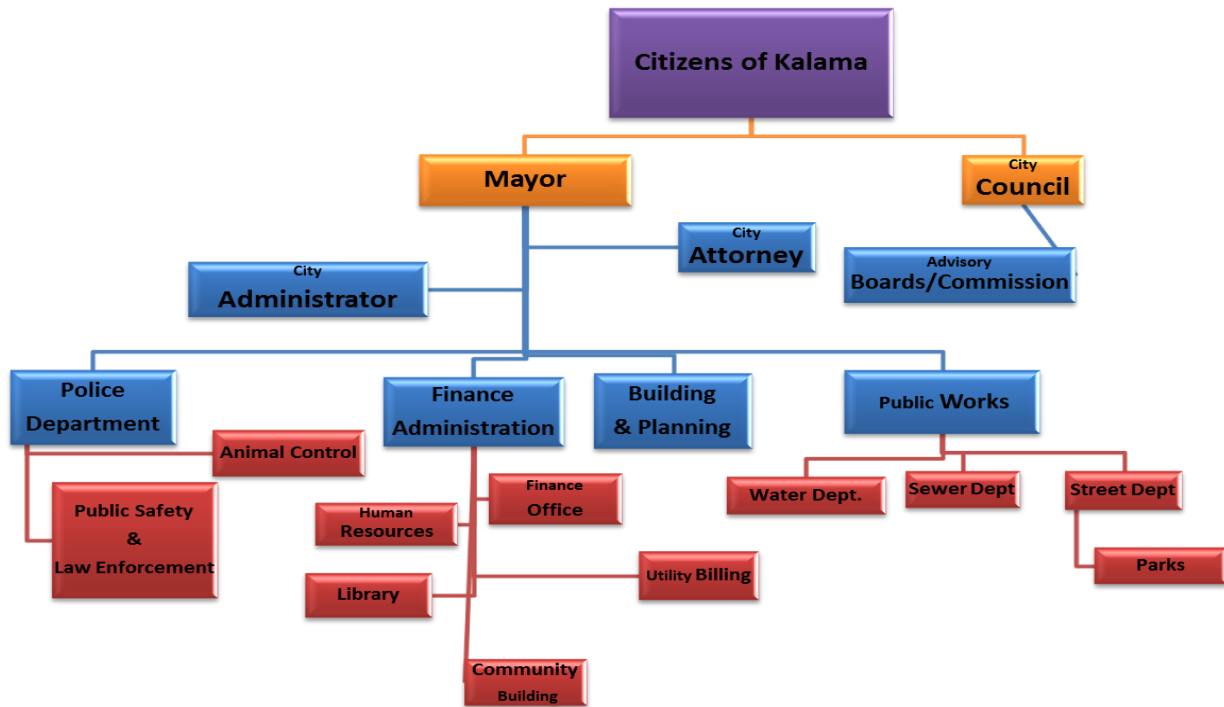 Citizens of Kalama
Mayor
City
Council
City
Attorney
City
Administrator
Advisory
Boards/Commission
Police
Department
Finance
Administration
Building
& Planning
Public Works
Animal Control
Public Safety
&
Law Enforcement
Finance
Office
Human
Resources
Utility Billing
Library
Community
Building
Water Dept.
Sewer Dept
Street Dept
Parks